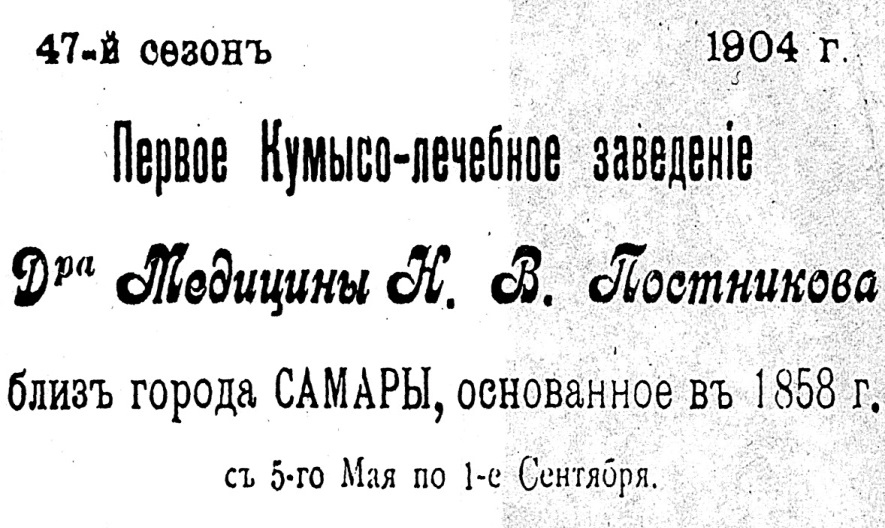 47-й сезонъ 1904 г.
Первое Кумысо-лечебное заведеніе
Дра Медицины Н. В. Постникова
близъ города САМАРЫ, основанное въ 1858 г.
съ 5-го Мая по 1-е Сентября.